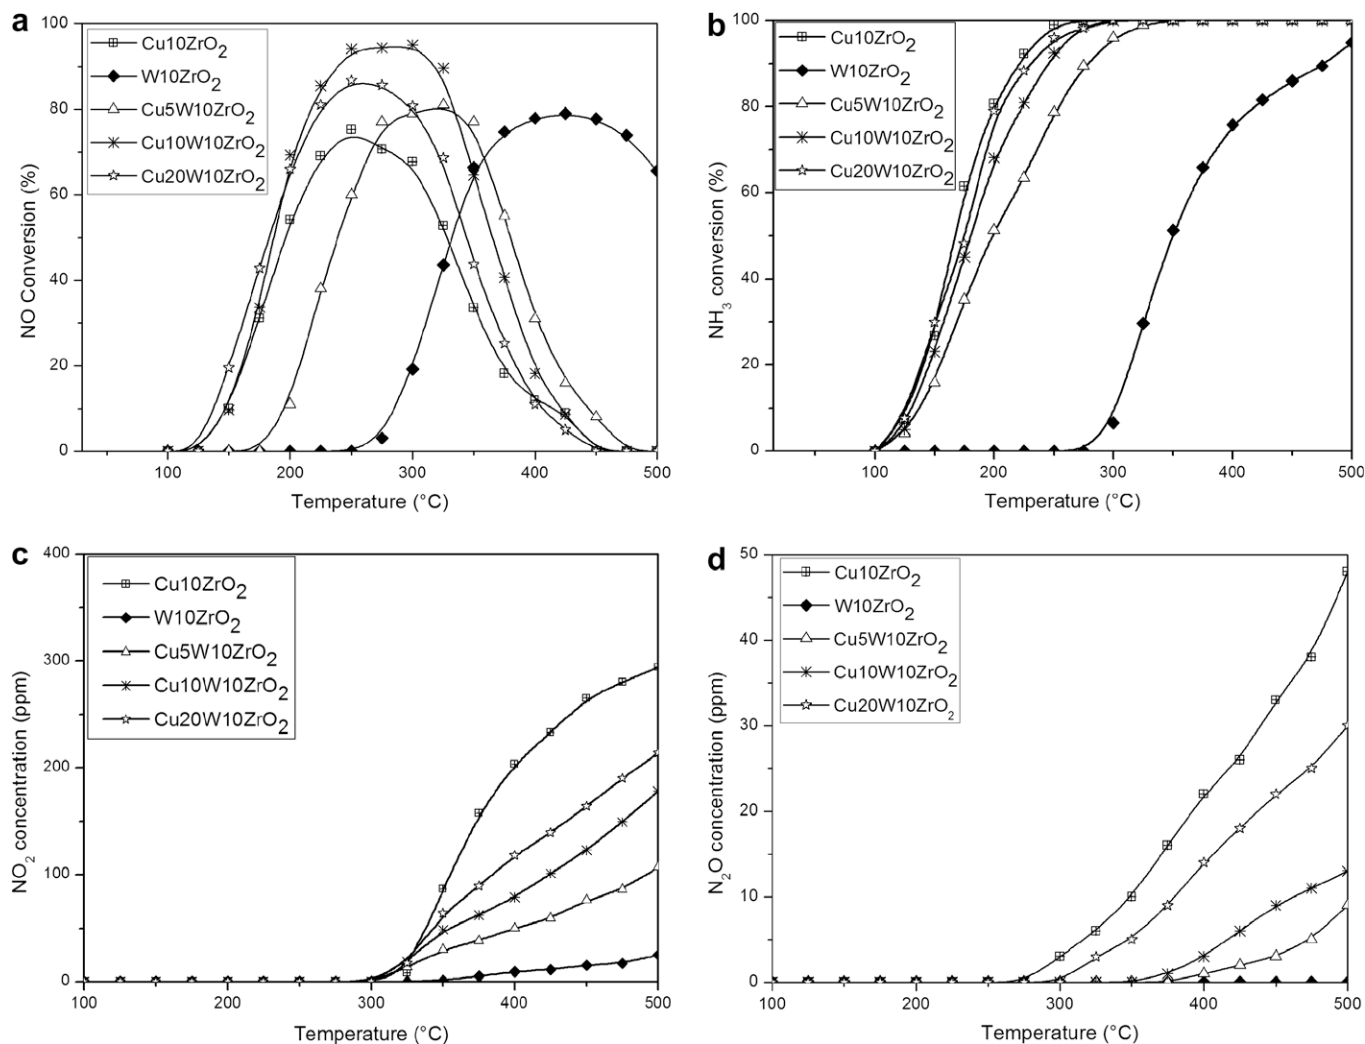 a
100
80
60
40
20
0
NO Conversion (%)
Cu10ZrO2
W10ZrO2
Cu5W10ZrO2
Cu10W10ZrO2
Cu20W10ZrO2
100
200
300
400
500
Temperature (°C)
b
100
80
60
40
20
0
NH3 conversion (%)
Cu10ZrO2
W10ZrO2
Cu5W10ZrO2
Cu10W10ZrO2
Cu20W10ZrO2
100
200
300
400
500
Temperature (°C)
c
400
300
200
100
0
NO2 concentration (ppm)
Cu10ZrO2
W10ZrO2
Cu5W10ZrO2
Cu10W10ZrO2
Cu20W10ZrO2
100
200
300
400
500
Temperature (°C)
d
50
40
30
20
10
0
N2O concentration (ppm)
Cu10ZrO2
W10ZrO2
Cu5W10ZrO2
Cu10W10ZrO2
Cu20W10ZrO2
100
200
300
400
500
Temperature (°C)